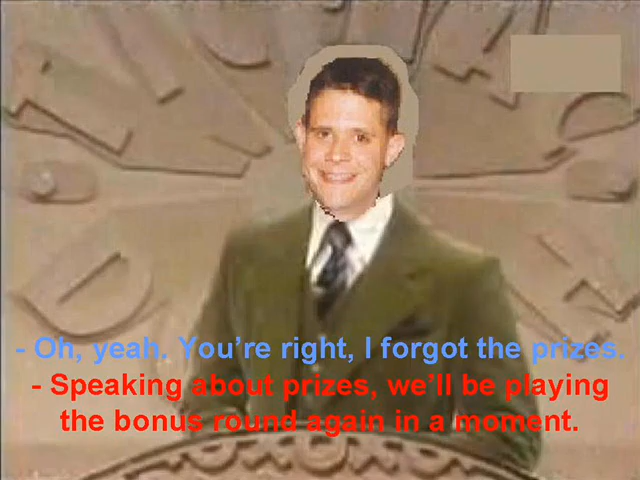 - Oh, yeah. You're right, I forgot the prizes.
- Speaking about prizes, we'll be playing
the bonus round again in a moment.